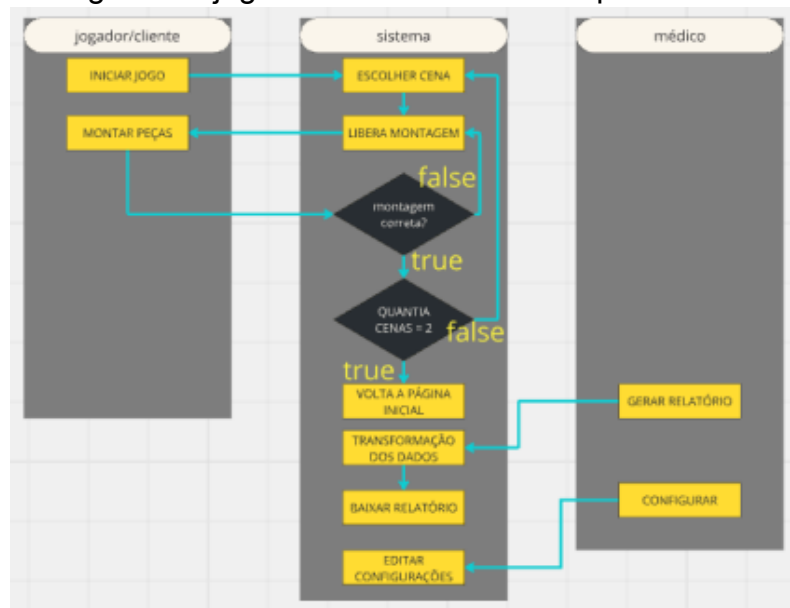 jogador/cliente
sistema
médico
INICIAR JOGO
ESCOLHER CENA
MONTAR PEÇAS
LIBERA MONTAGEM
false
montagem
correta?
true
QUANTIA
CENAS = 2
false
true
VOLTA A PÁGINA
INICIAL
GERAR RELATÓRIO
TRANSFORMAÇÃO
DOS DADOS
BAIXAR RELATÓRIO
CONFIGURAR
EDITAR
CONFIGURAÇÕES